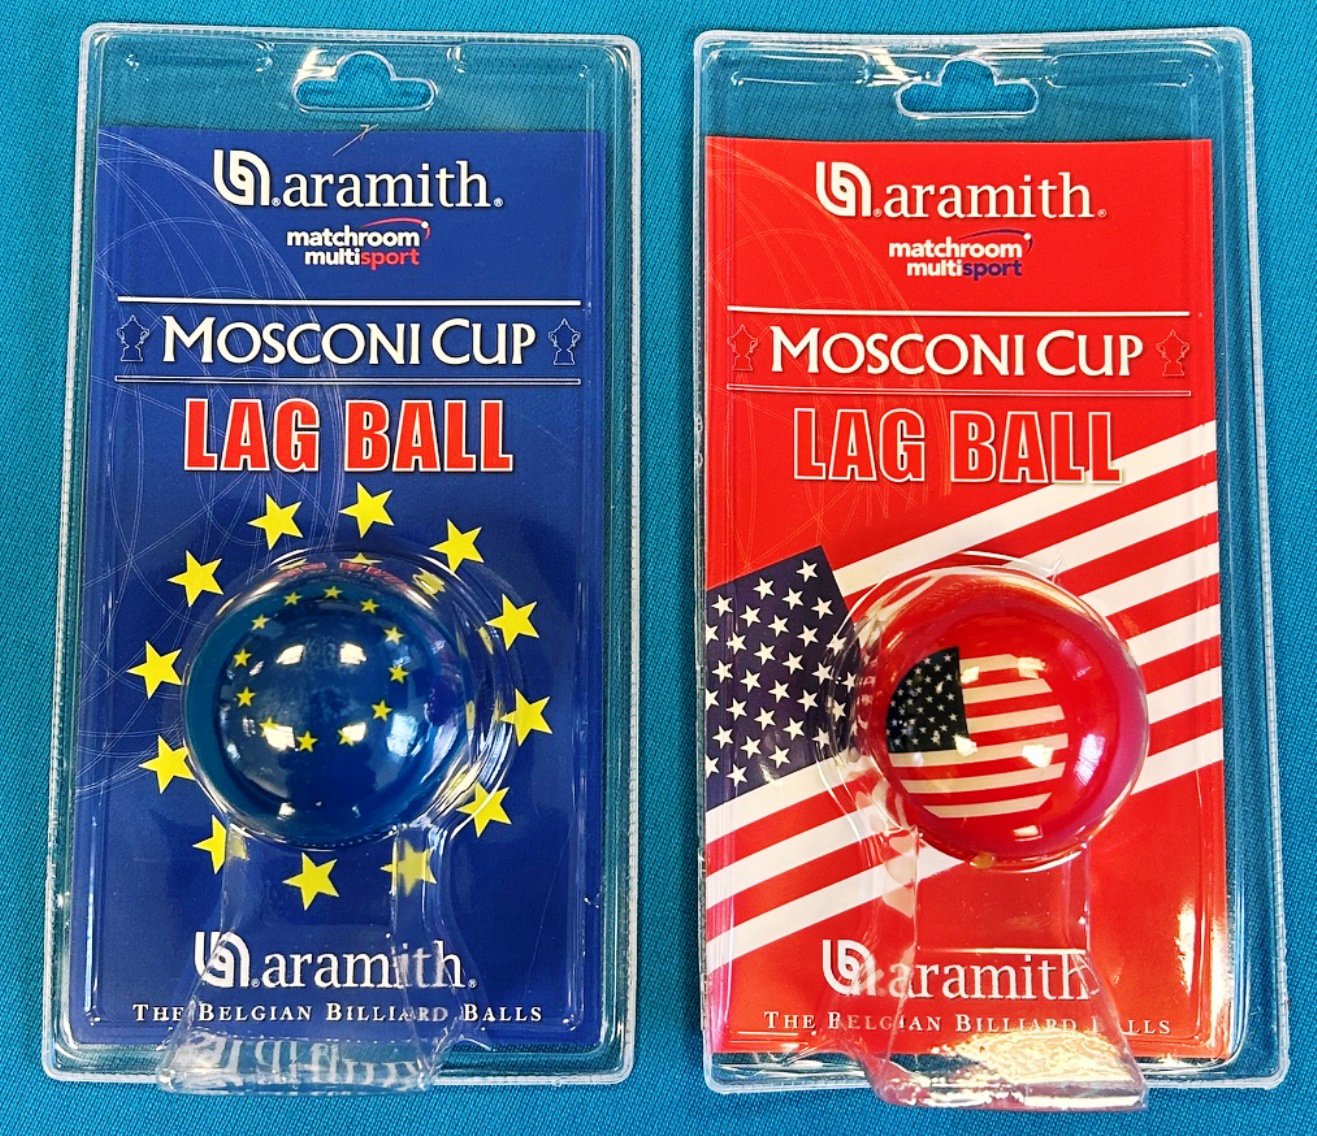 aramith®
matchroom
multisport
MOSCONI CUP
LAG BALL
aramith®
THE BELGIAN BILLIARD BALLS
aramith®
matchroom
multisport
MOSCONI CUP
LAG BALL
aramith
THE BELGIAN BILLIARD BALLS